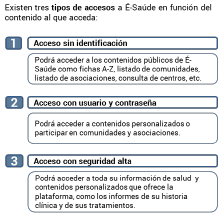 Existen tres tipos de accesos a É-Saúde en función del
contenido al que acceda:
1 Acceso sin identificación
Podrá acceder a los contenidos públicos de É-
Saúde como fichas A-Z, listado de comunidades,
listado de asociaciones, consulta de centros, etc.
2 Acceso con usuario y contraseña
Podrá acceder a contenidos personalizados o
participar en comunidades y asociaciones.
3 Acceso con seguridad alta
Podrá acceder a toda su información de salud y
contenidos personalizados que ofrece la
plataforma, como los informes de su historia
clínica y de sus tratamientos.